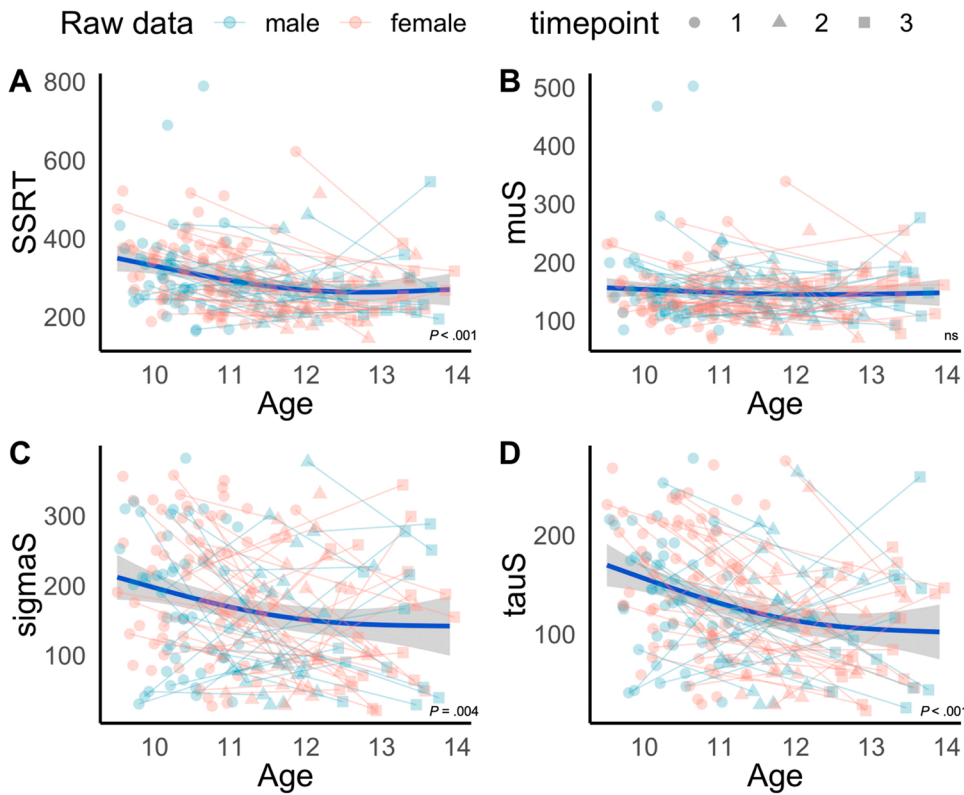 Raw data male female timepoint 1 2 3
A
800
600
400
200
SSRT
P < .001
10 11 12 13 14
Age
B
500
400
300
200
100
muS
ns
10 11 12 13 14
Age
C
300
200
100
sigmaS
P = .004
10 11 12 13 14
Age
D
200
100
tauS
P < .001
10 11 12 13 14
Age